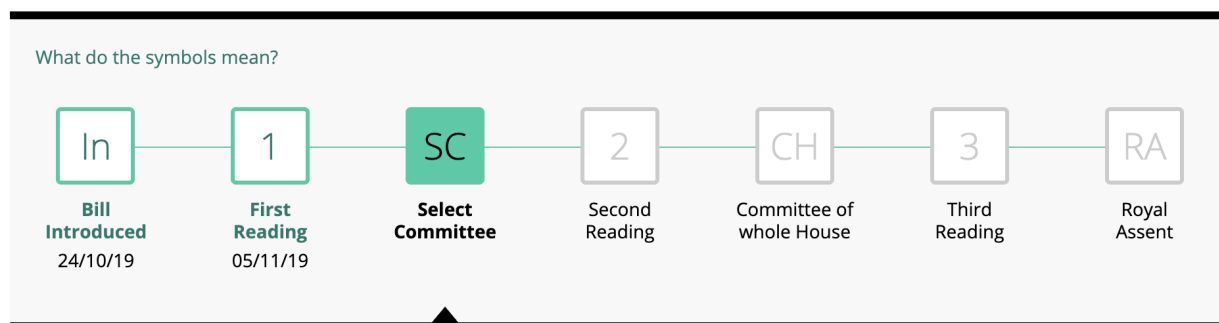 What do the symbols mean?
In
1
SC
2
CH
3
RA
Bill
Introduced
24/10/19
First
Reading
05/11/19
Select
Committee
Second
Reading
Committee of
whole House
Third
Reading
Royal
Assent